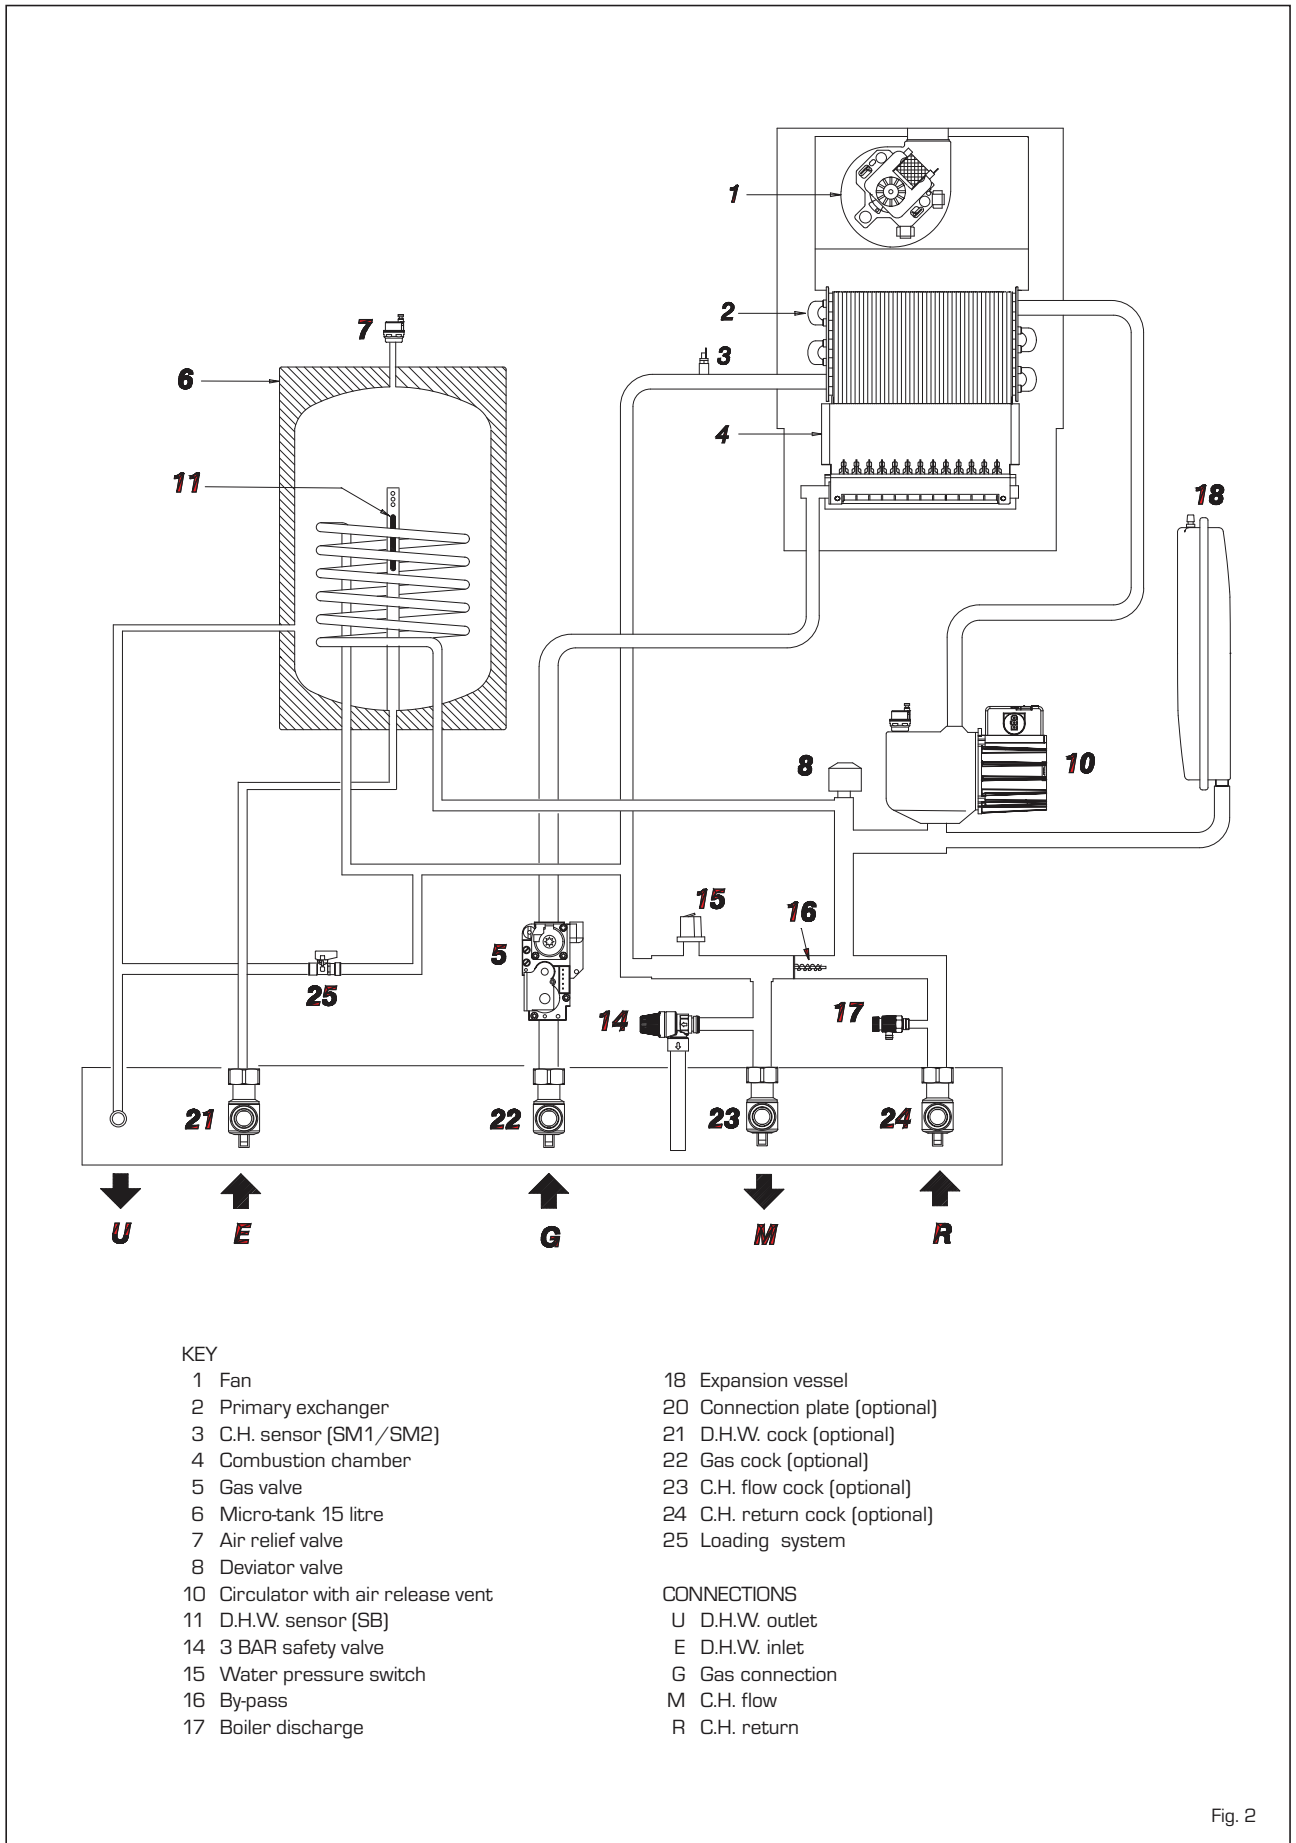 1
2
3
7
6
4
11
18
8
10
15
16
5
25
14
17
21
22
23
24
U
E
G
M
R
KEY
1 Fan
2 Primary exchanger
3 C.H. sensor (SM1/SM2)
4 Combustion chamber
5 Gas valve
6 Micro-tank 15 litre
7 Air relief valve
8 Deviator valve
10 Circulator with air release vent
11 D.H.W. sensor (SB)
14 3 BAR safety valve
15 Water pressure switch
16 By-pass
17 Boiler discharge
18 Expansion vessel
20 Connection plate (optional)
21 D.H.W. cock (optional)
22 Gas cock (optional)
23 C.H. flow cock (optional)
24 C.H. return cock (optional)
25 Loading system
CONNECTIONS
U D.H.W. outlet
E D.H.W. inlet
G Gas connection
M C.H. flow
R C.H. return
Fig. 2